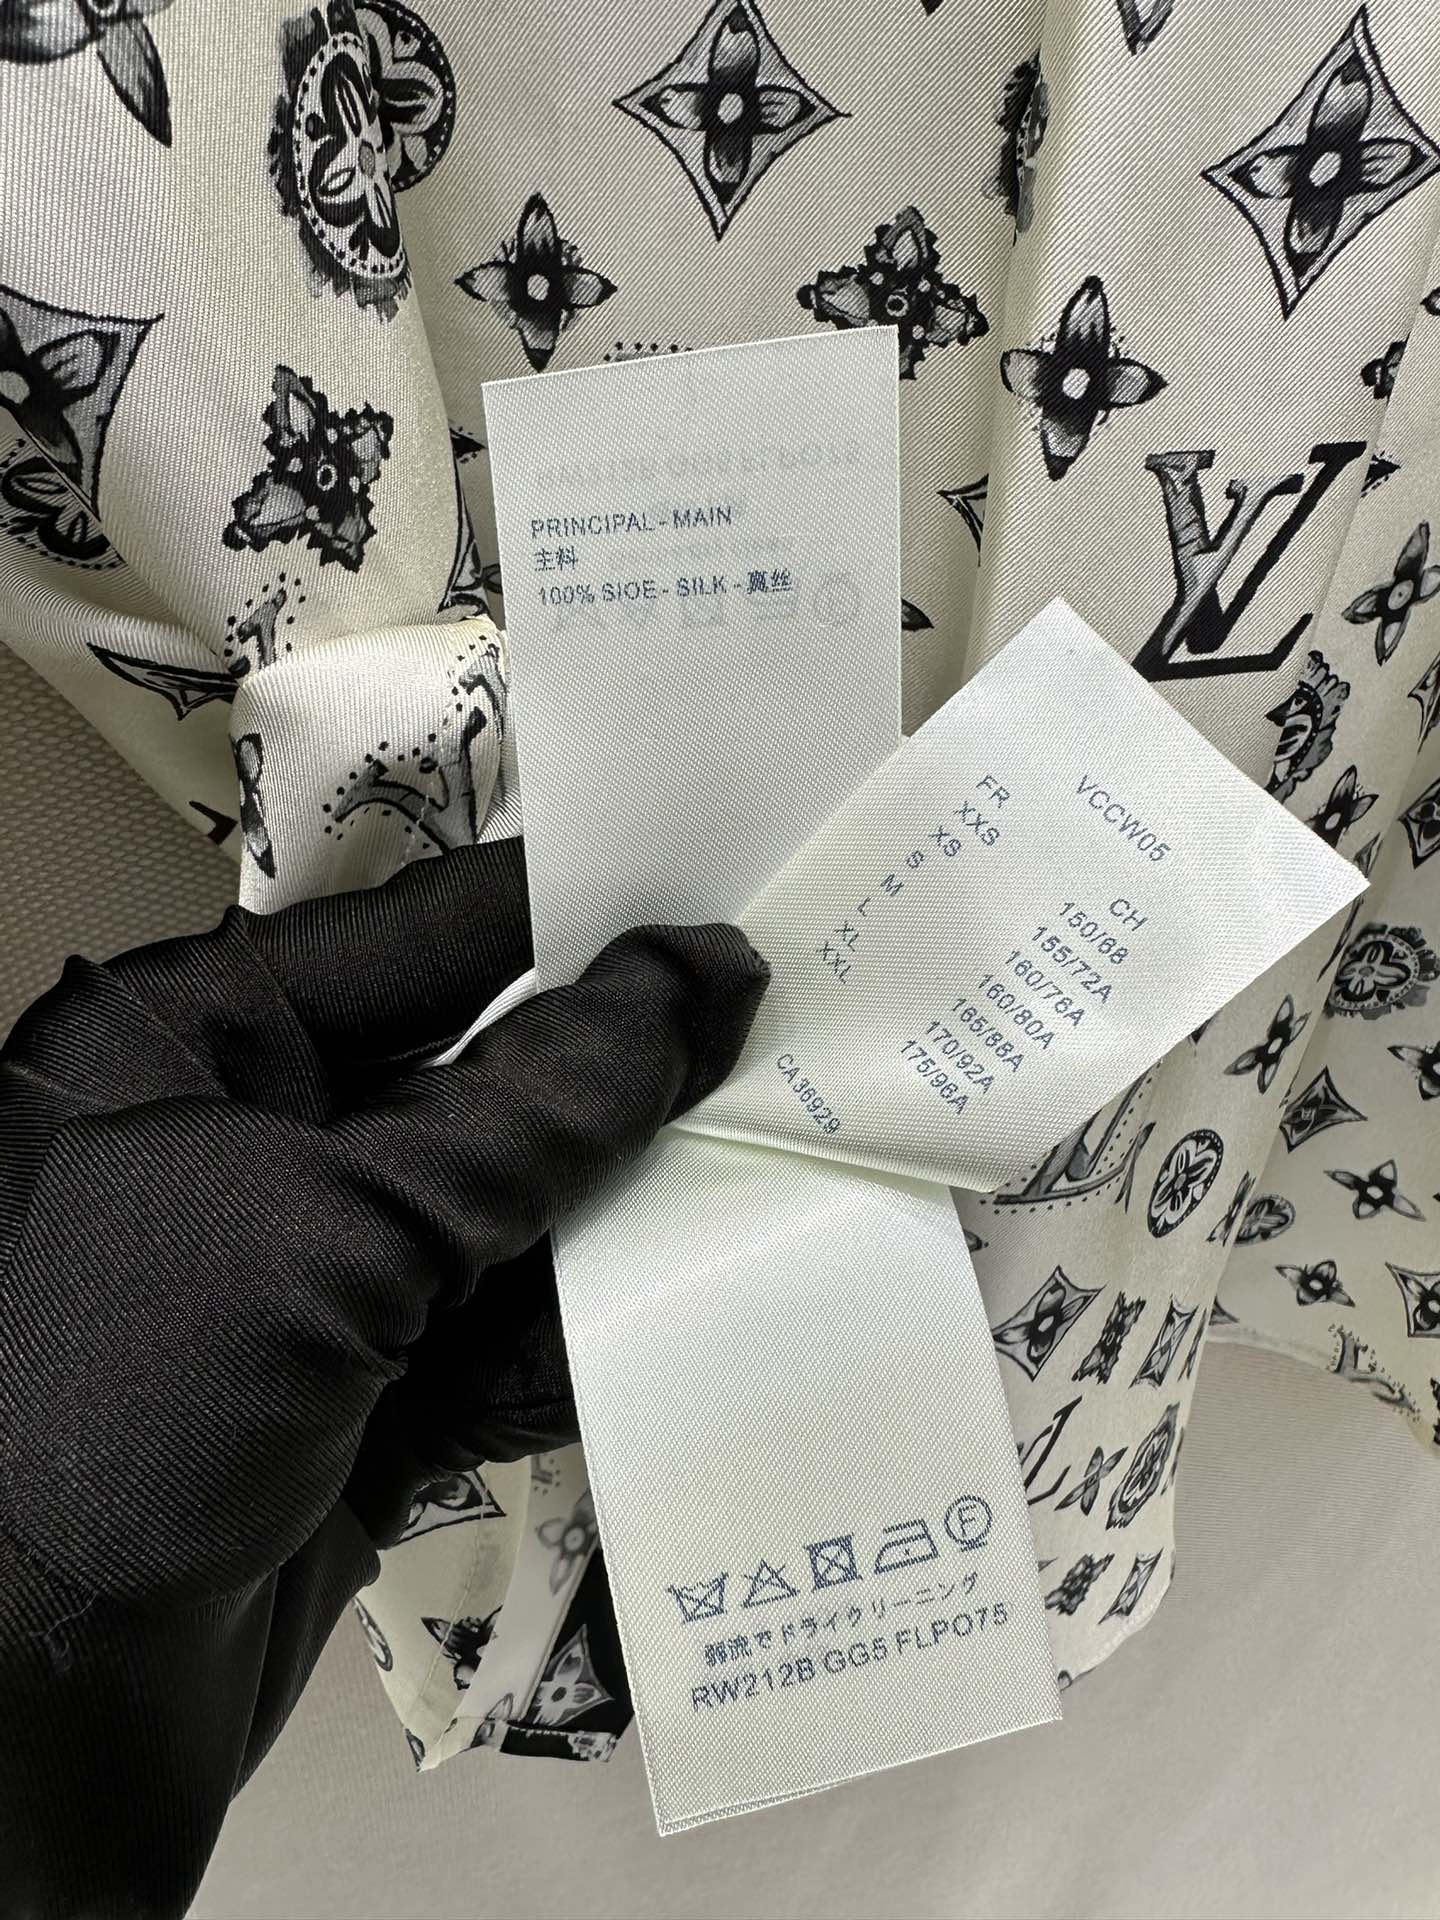 PRINCIPAL - MAIN
主料
100% SIOE - SILK - 真丝
VCCW05
FR CH
XXS 150/68
XS 155/72A
S 160/76A
M 160/80A
L 165/88A
XL 170/92A
XXL 175/96A
CA36929
F
弱流でドライクリーニング
RW212B GG5 FLPO75
LV